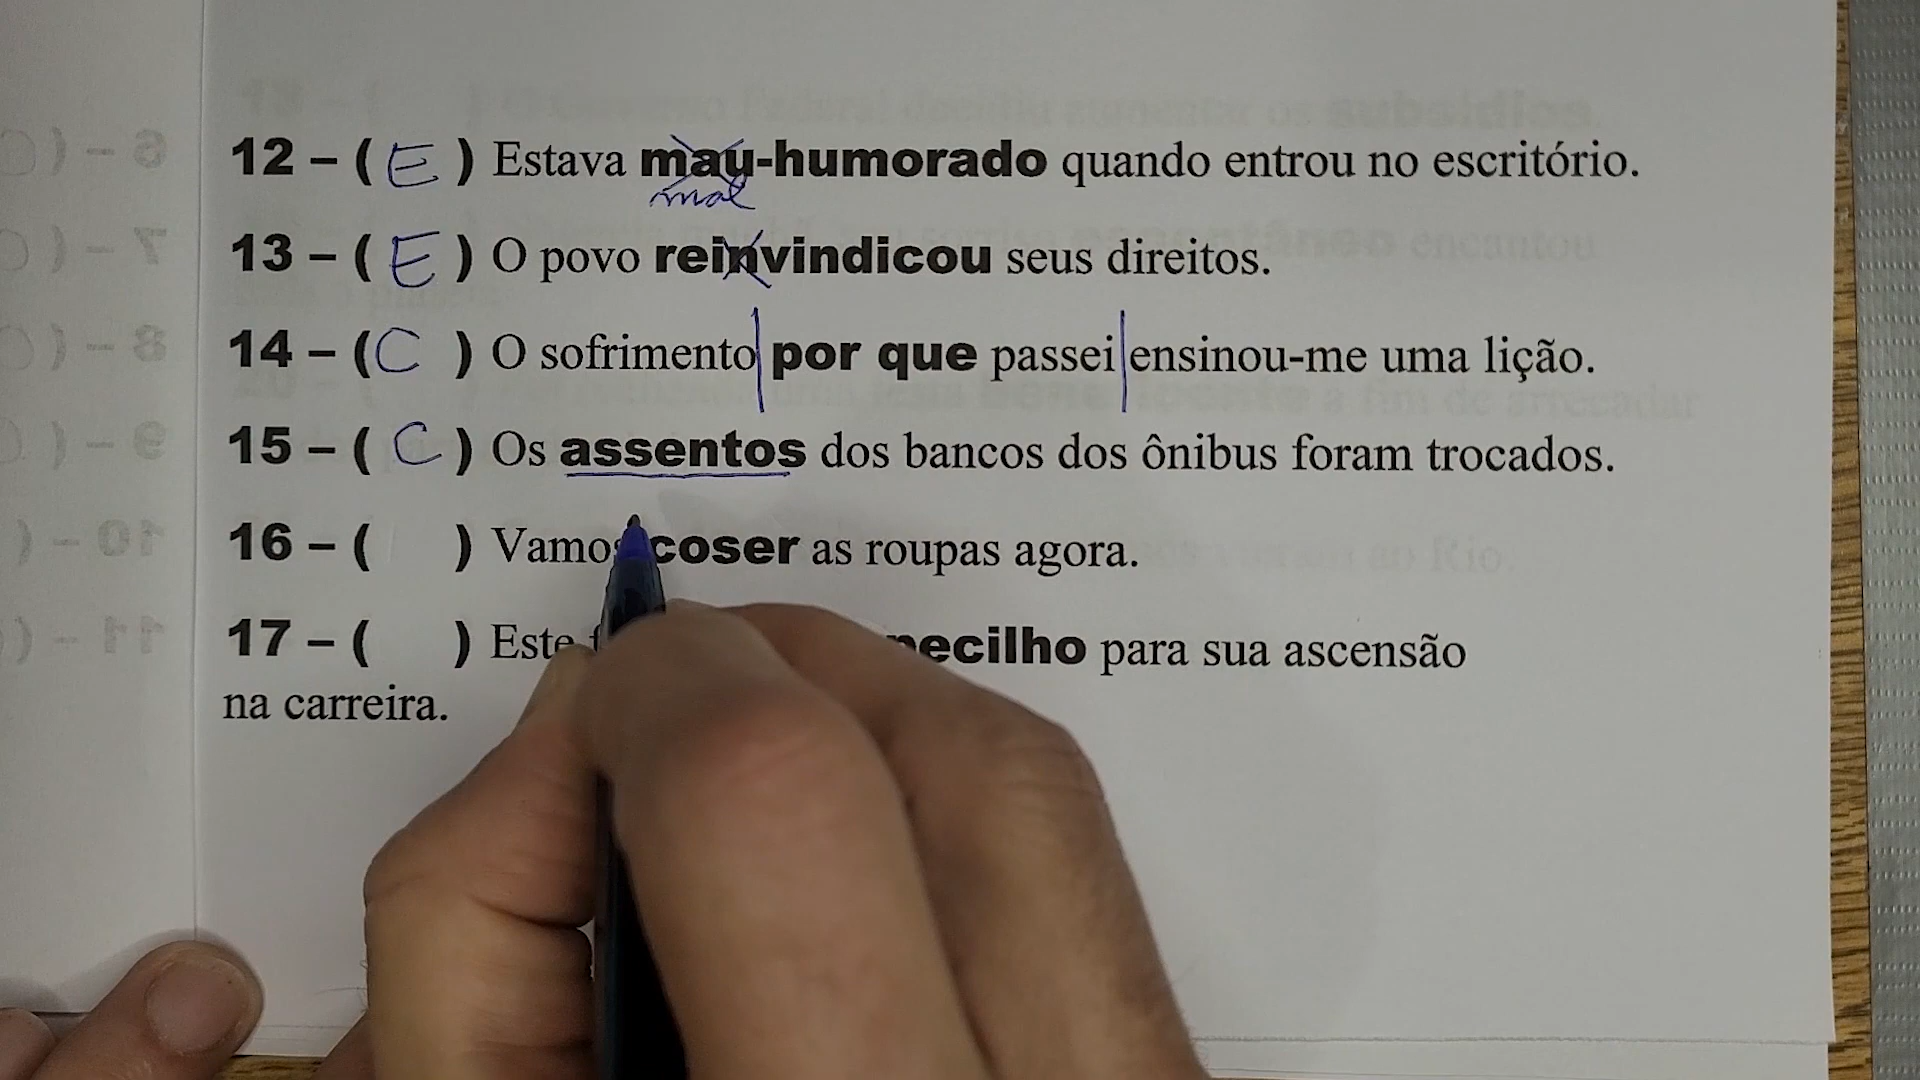 12 – ( E ) Estava mau-humorado quando entrou no escritório.
mal
13 – ( E ) O povo reinvindicou seus direitos.
14 – ( C ) O sofrimento por que passei ensinou-me uma lição.
15 – ( C ) Os assentos dos bancos dos ônibus foram trocados.
16 – ( ) Vamos coser as roupas agora.
17 – ( ) Este para sua ascensão
na carreira.